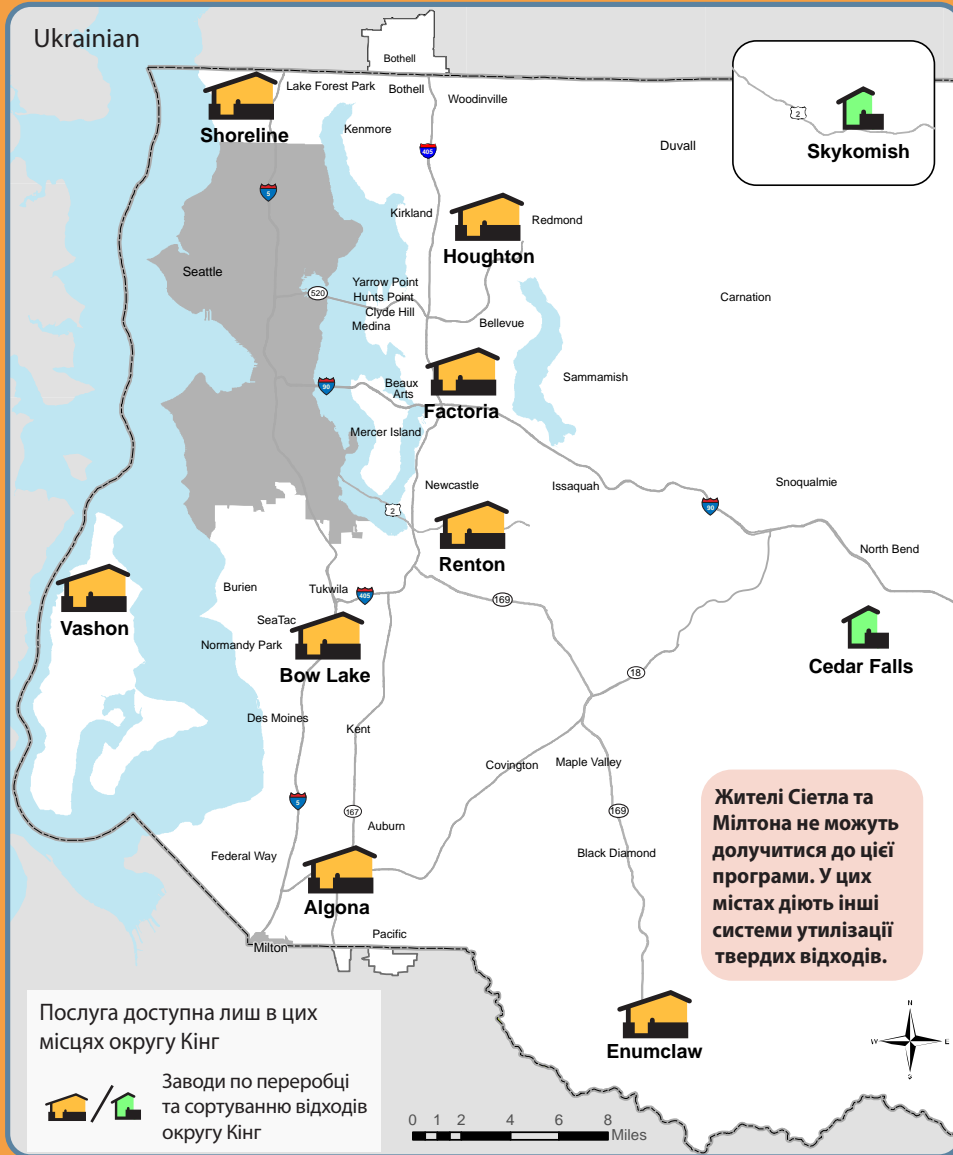 Ukrainian
Bothell
Lake Forest Park
Bothell
Woodinville
Shoreline
Kenmore
Duvall
2
Skykomish
405
5
Kirkland
Redmond
Houghton
Seattle
Yarrow Point
520
Hunts Point
Clyde Hill
Medina
Carnation
Bellevue
90
Beaux
Arts
Sammamish
Factoria
Mercer Island
Newcastle
Issaquah
Snoqualmie
2
90
Renton
North Bend
Burien
Tukwila
405
169
Vashon
SeaTac
Normandy Park
Bow Lake
Cedar Falls
18
Des Moines
Kent
Covington
Maple Valley
5
167
169
Auburn
Federal Way
Black Diamond
Algona
Milton
Pacific
Жителі Сіетла та
Мілтона не можуть
долучитися до цієї
програми. У цих
містах діють інші
системи утилізації
твердих відходів.
Enumclaw
N
W
E
S
Послуга доступна лиш в цих
місцях округу Кінг
Заводи по переробці
та сортуванню відходів
округу Кінг
0 1 2 4 6 8
Miles